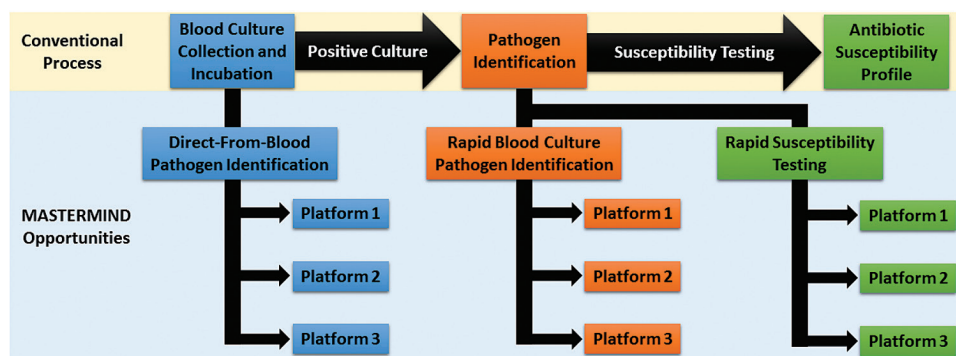 Conventional
Process
Blood Culture
Collection and
Incubation
Positive Culture
Pathogen
Identification
Susceptibility Testing
Antibiotic
Susceptibility
Profile
MASTERMIND
Opportunities
Direct-From-Blood
Pathogen Identification
Rapid Blood Culture
Pathogen Identification
Rapid Susceptibility
Testing
Platform 1
Platform 1
Platform 1
Platform 2
Platform 2
Platform 2
Platform 3
Platform 3
Platform 3